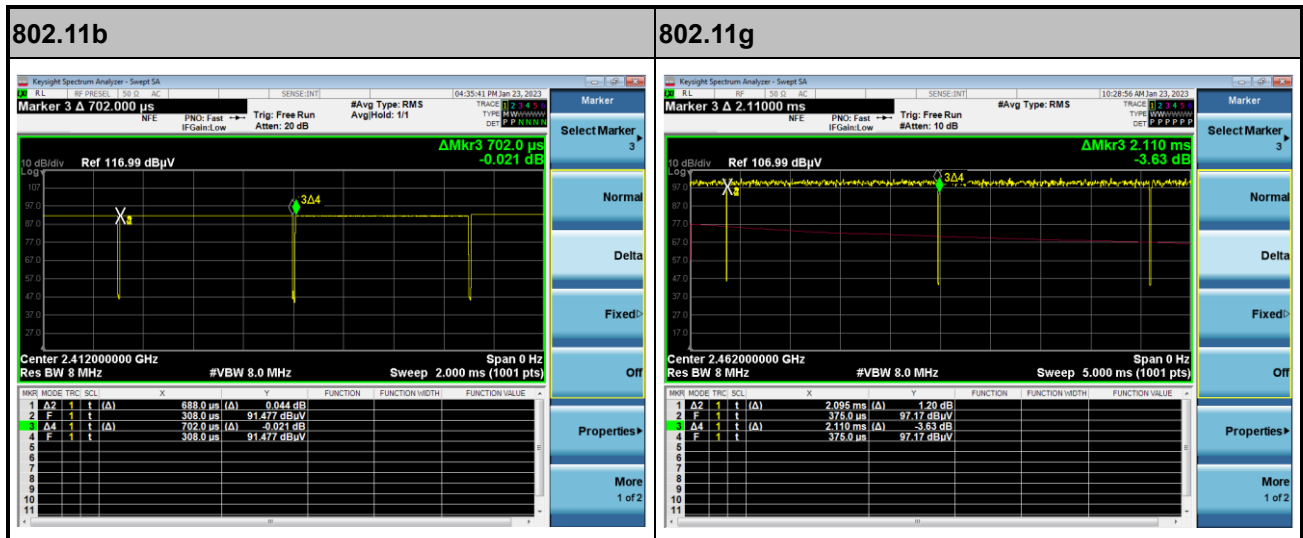 802.11b
Keysight Spectrum Analyzer - Swept SA
RL RF PRESEL 50 Ω AC SENSE:INT 04:35:41 PM Jan 23, 2023
Marker 3 Δ 702.000 µs
NFE
PNO: Fast
IFGain:Low
Trig: Free Run
Atten: 20 dB
#Avg Type: RMS
Avg|Hold: 1/1
TRACE 1 2 3 4 5 6
TYPE MWWWWW
DET P P N N N N
ΔMkr3 702.0 µs
-0.021 dB
10 dB/div Ref 116.99 dBµV
Log
107
97.0
87.0
77.0
67.0
57.0
47.0
37.0
27.0
3Δ4
Center 2.412000000 GHz Span 0 Hz
Res BW 8 MHz #VBW 8.0 MHz Sweep 2.000 ms (1001 pts)
MKR MODE TRC SCL X Y FUNCTION FUNCTION WIDTH FUNCTION VALUE
1 Δ2 1 t (Δ) 688.0 µs (Δ) 0.044 dB
2 F 1 t 308.0 µs 91.477 dBµV
3 Δ4 1 t (Δ) 702.0 µs (Δ) -0.021 dB
4 F 1 t 308.0 µs 91.477 dBµV
5
6
7
8
9
10
11
Marker
Select Marker
3
Normal
Delta
Fixed
Off
Properties
More
1 of 2
802.11g
Keysight Spectrum Analyzer - Swept SA
RL RF 50 Ω AC SENSE:INT 10:28:56 AM Jan 23, 2023
Marker 3 Δ 2.11000 ms
NFE
PNO: Fast
IFGain:Low
Trig: Free Run
#Atten: 10 dB
#Avg Type: RMS
TRACE 1 2 3 4 5 6
TYPE WWWWWW
DET P P P P P P
ΔMkr3 2.110 ms
-3.63 dB
10 dB/div Ref 106.99 dBµV
Log
97.0
87.0
77.0
67.0
57.0
47.0
37.0
27.0
17.0
3Δ4
Center 2.462000000 GHz Span 0 Hz
Res BW 8 MHz #VBW 8.0 MHz Sweep 5.000 ms (1001 pts)
MKR MODE TRC SCL X Y FUNCTION FUNCTION WIDTH FUNCTION VALUE
1 Δ2 1 t (Δ) 2.095 ms (Δ) 1.20 dB
2 F 1 t 375.0 µs 97.17 dBµV
3 Δ4 1 t (Δ) 2.110 ms (Δ) -3.63 dB
4 F 1 t 375.0 µs 97.17 dBµV
5
6
7
8
9
10
11
Marker
Select Marker
3
Normal
Delta
Fixed
Off
Properties
More
1 of 2